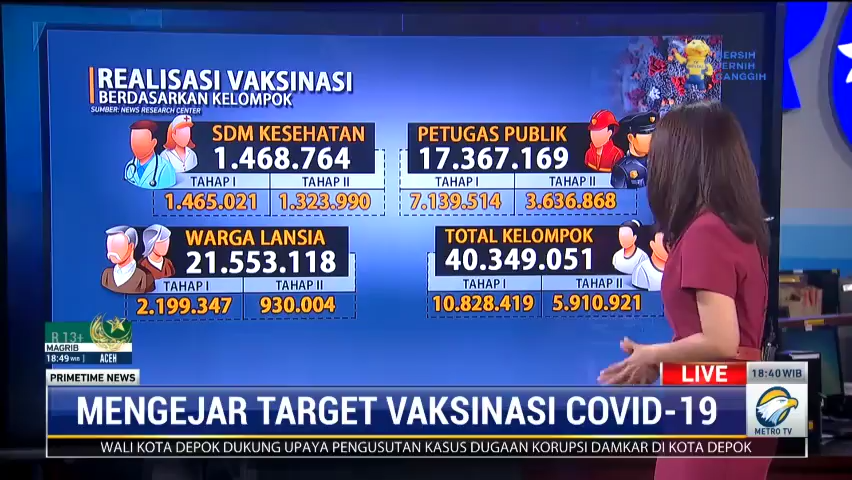 REALISASI VAKSINASI
BERDASARKAN KELOMPOK
SUMBER: NEWS RESEARCH CENTER
SDM KESEHATAN
1.468.764
TAHAP I TAHAP II
1.465.021 1.323.990
PETUGAS PUBLIK
17.367.169
TAHAP I TAHAP II
7.139.514 3.636.868
WARGA LANSIA
21.553.118
TAHAP I TAHAP II
2.199.347 930.004
TOTAL KELOMPOK
40.349.051
TAHAP I TAHAP II
10.828.419 5.910.921
BERSIH
JERNIH
CANGGIH
R 13+
MAGRIB
18:49 WIB ACEH
PRIMETIME NEWS
LIVE
18:40 WIB
MENGEJAR TARGET VAKSINASI COVID-19
METRO TV
WALI KOTA DEPOK DUKUNG UPAYA PENGUSUTAN KASUS DUGAAN KORUPSI DAMKAR DI KOTA DEPOK